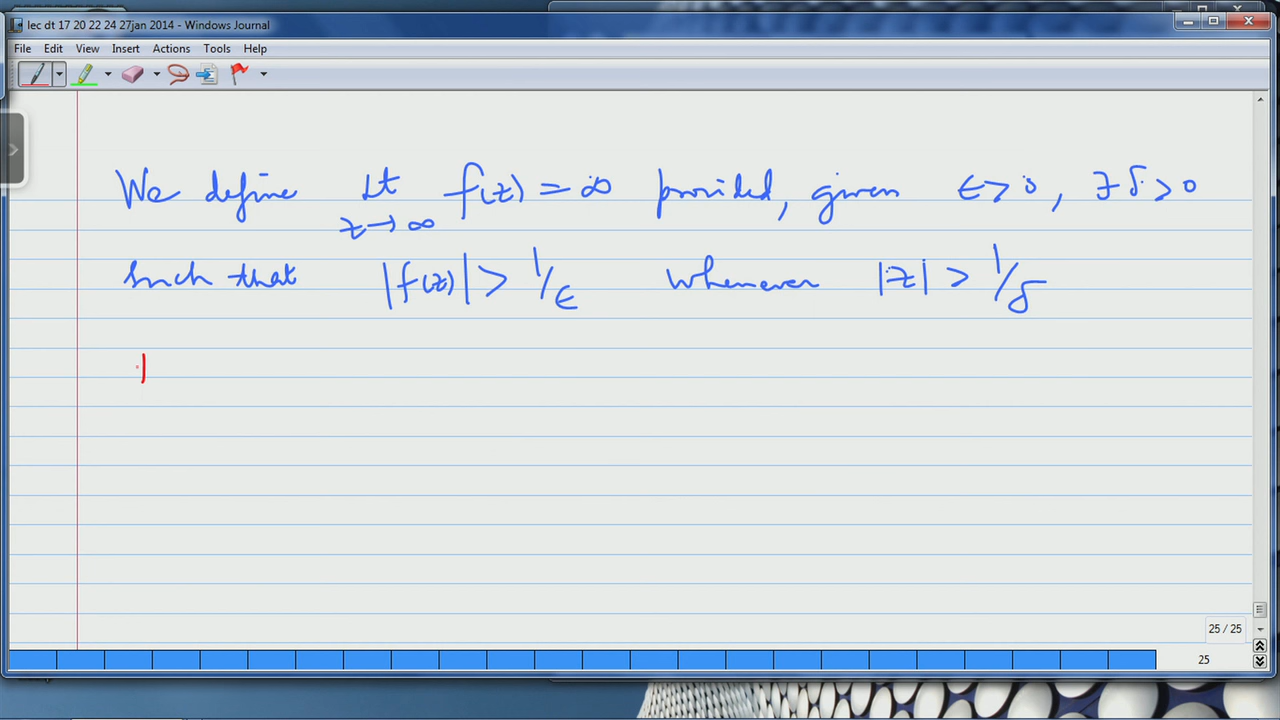 lec dt 17 20 22 24 27jan 2014 - Windows Journal
File Edit View Insert Actions Tools Help
We define Lt f(z) = ∞ provided, given ϵ > 0, ∃ δ > 0
z → ∞
such that |f(z)| > 1/ϵ whenever |z| > 1/δ
25 / 25
25